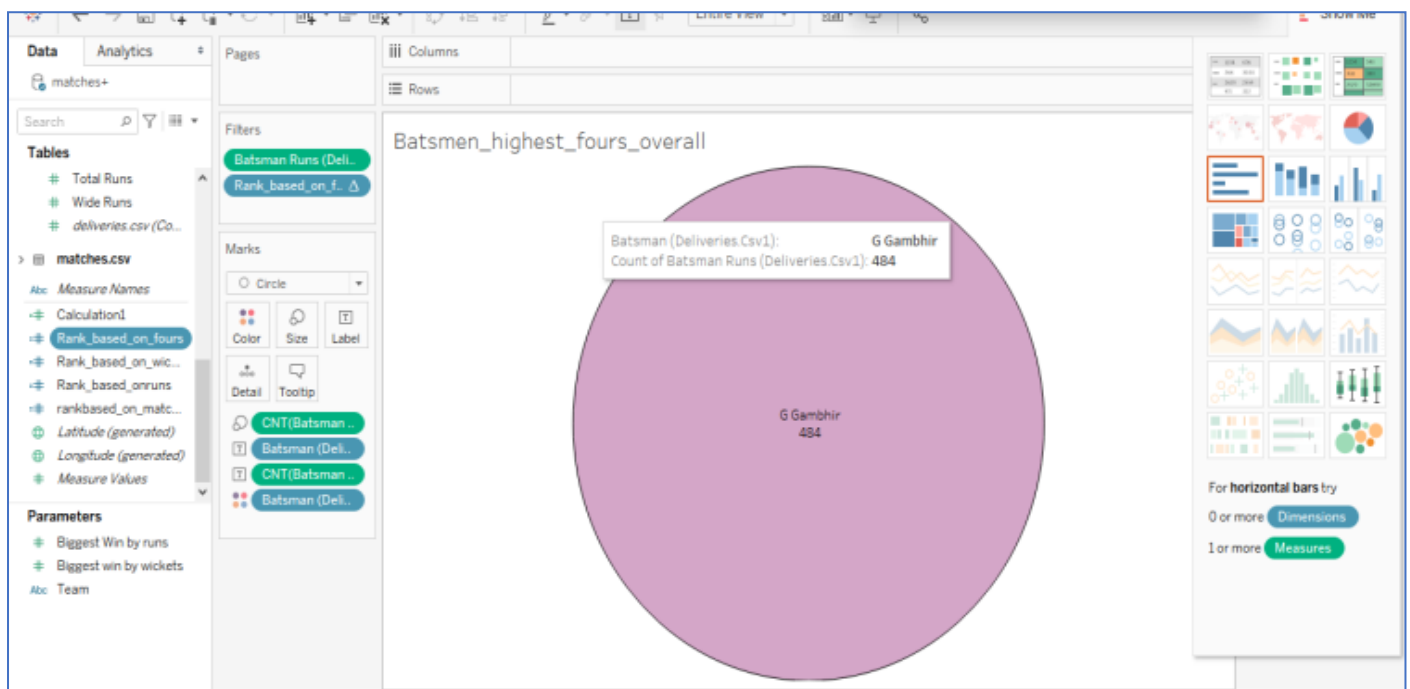 Entire View
Show Me
Data
Analytics
Pages
Columns
matches+
Rows
Search
Filters
Batsmen_highest_fours_overall
Tables
Batsman Runs (Deli..
Total Runs
Rank_based_on_f.. Δ
Wide Runs
deliveries.csv (Co...
Batsman (Deliveries.Csv1): G Gambhir
Count of Batsman Runs (Deliveries.Csv1): 484
matches.csv
Marks
Abc Measure Names
Circle
Calculation1
Rank_based_on_fours
Color Size Label
Rank_based_on_wic...
Rank_based_onruns
Detail Tooltip
rankbased_on_matc...
G Gambhir
484
CNT(Batsman ..
Latitude (generated)
T Batsman (Deli..
Longitude (generated)
T CNT(Batsman ..
Measure Values
Batsman (Deli..
For horizontal bars try
Parameters
0 or more Dimensions
Biggest Win by runs
1 or more Measures
Biggest win by wickets
Abc Team